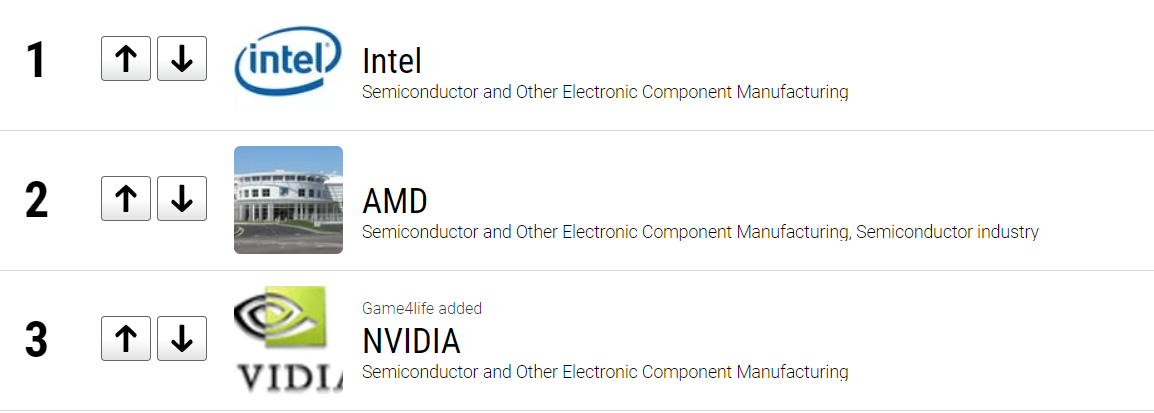 1
intel
Intel
Semiconductor and Other Electronic Component Manufacturing
2
AMD
Semiconductor and Other Electronic Component Manufacturing, Semiconductor industry
3
Game4life added
VIDIA
NVIDIA
Semiconductor and Other Electronic Component Manufacturing